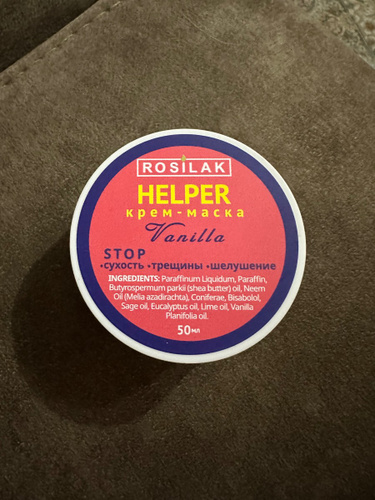 ROSILAK
HELPER
крем-маска
Vanilla
STOP
•сухость •трещины •шелушение
INGREDIENTS: Paraffinum Liquidum, Paraffin,
Butyrospermum parkii (shea butter) oil, Neem
Oil (Melia azadirachta), Coniferae, Bisabolol,
Sage oil, Eucalyptus oil, Lime oil, Vanilla
Planifolia oil.
50мл